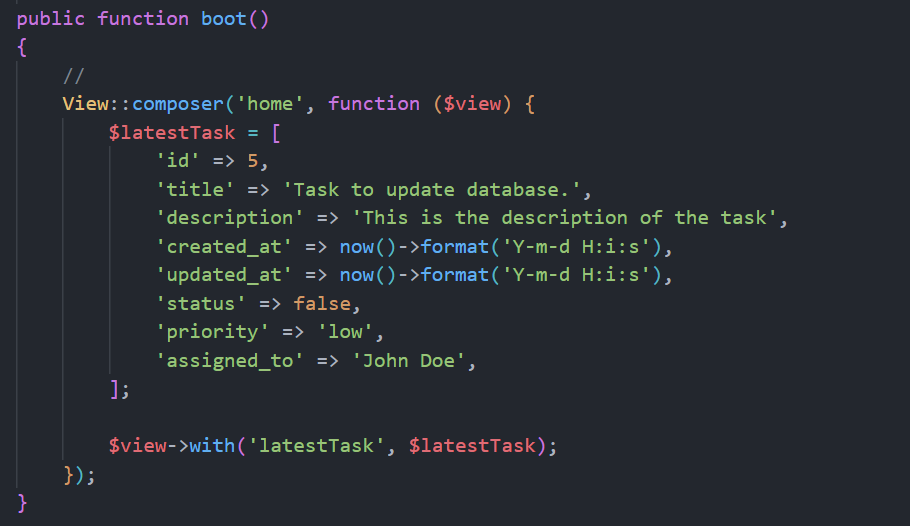 public function boot()
{
    //
    View::composer('home', function ($view) {
        $latestTask = [
            'id' => 5,
            'title' => 'Task to update database.',
            'description' => 'This is the description of the task',
            'created_at' => now()->format('Y-m-d H:i:s'),
            'updated_at' => now()->format('Y-m-d H:i:s'),
            'status' => false,
            'priority' => 'low',
            'assigned_to' => 'John Doe',
        ];

        $view->with('latestTask', $latestTask);
    });
}